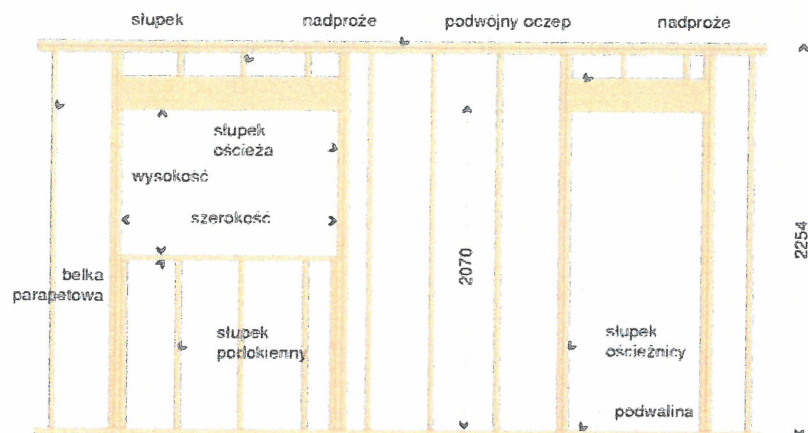 słupek
nadproże
podwójny oczep
nadproże
słupek
ościeża
wysokość
szerokość
belka
parapetowa
słupek
podokienny
2070
słupek
ościeżnicy
podwalina
2254